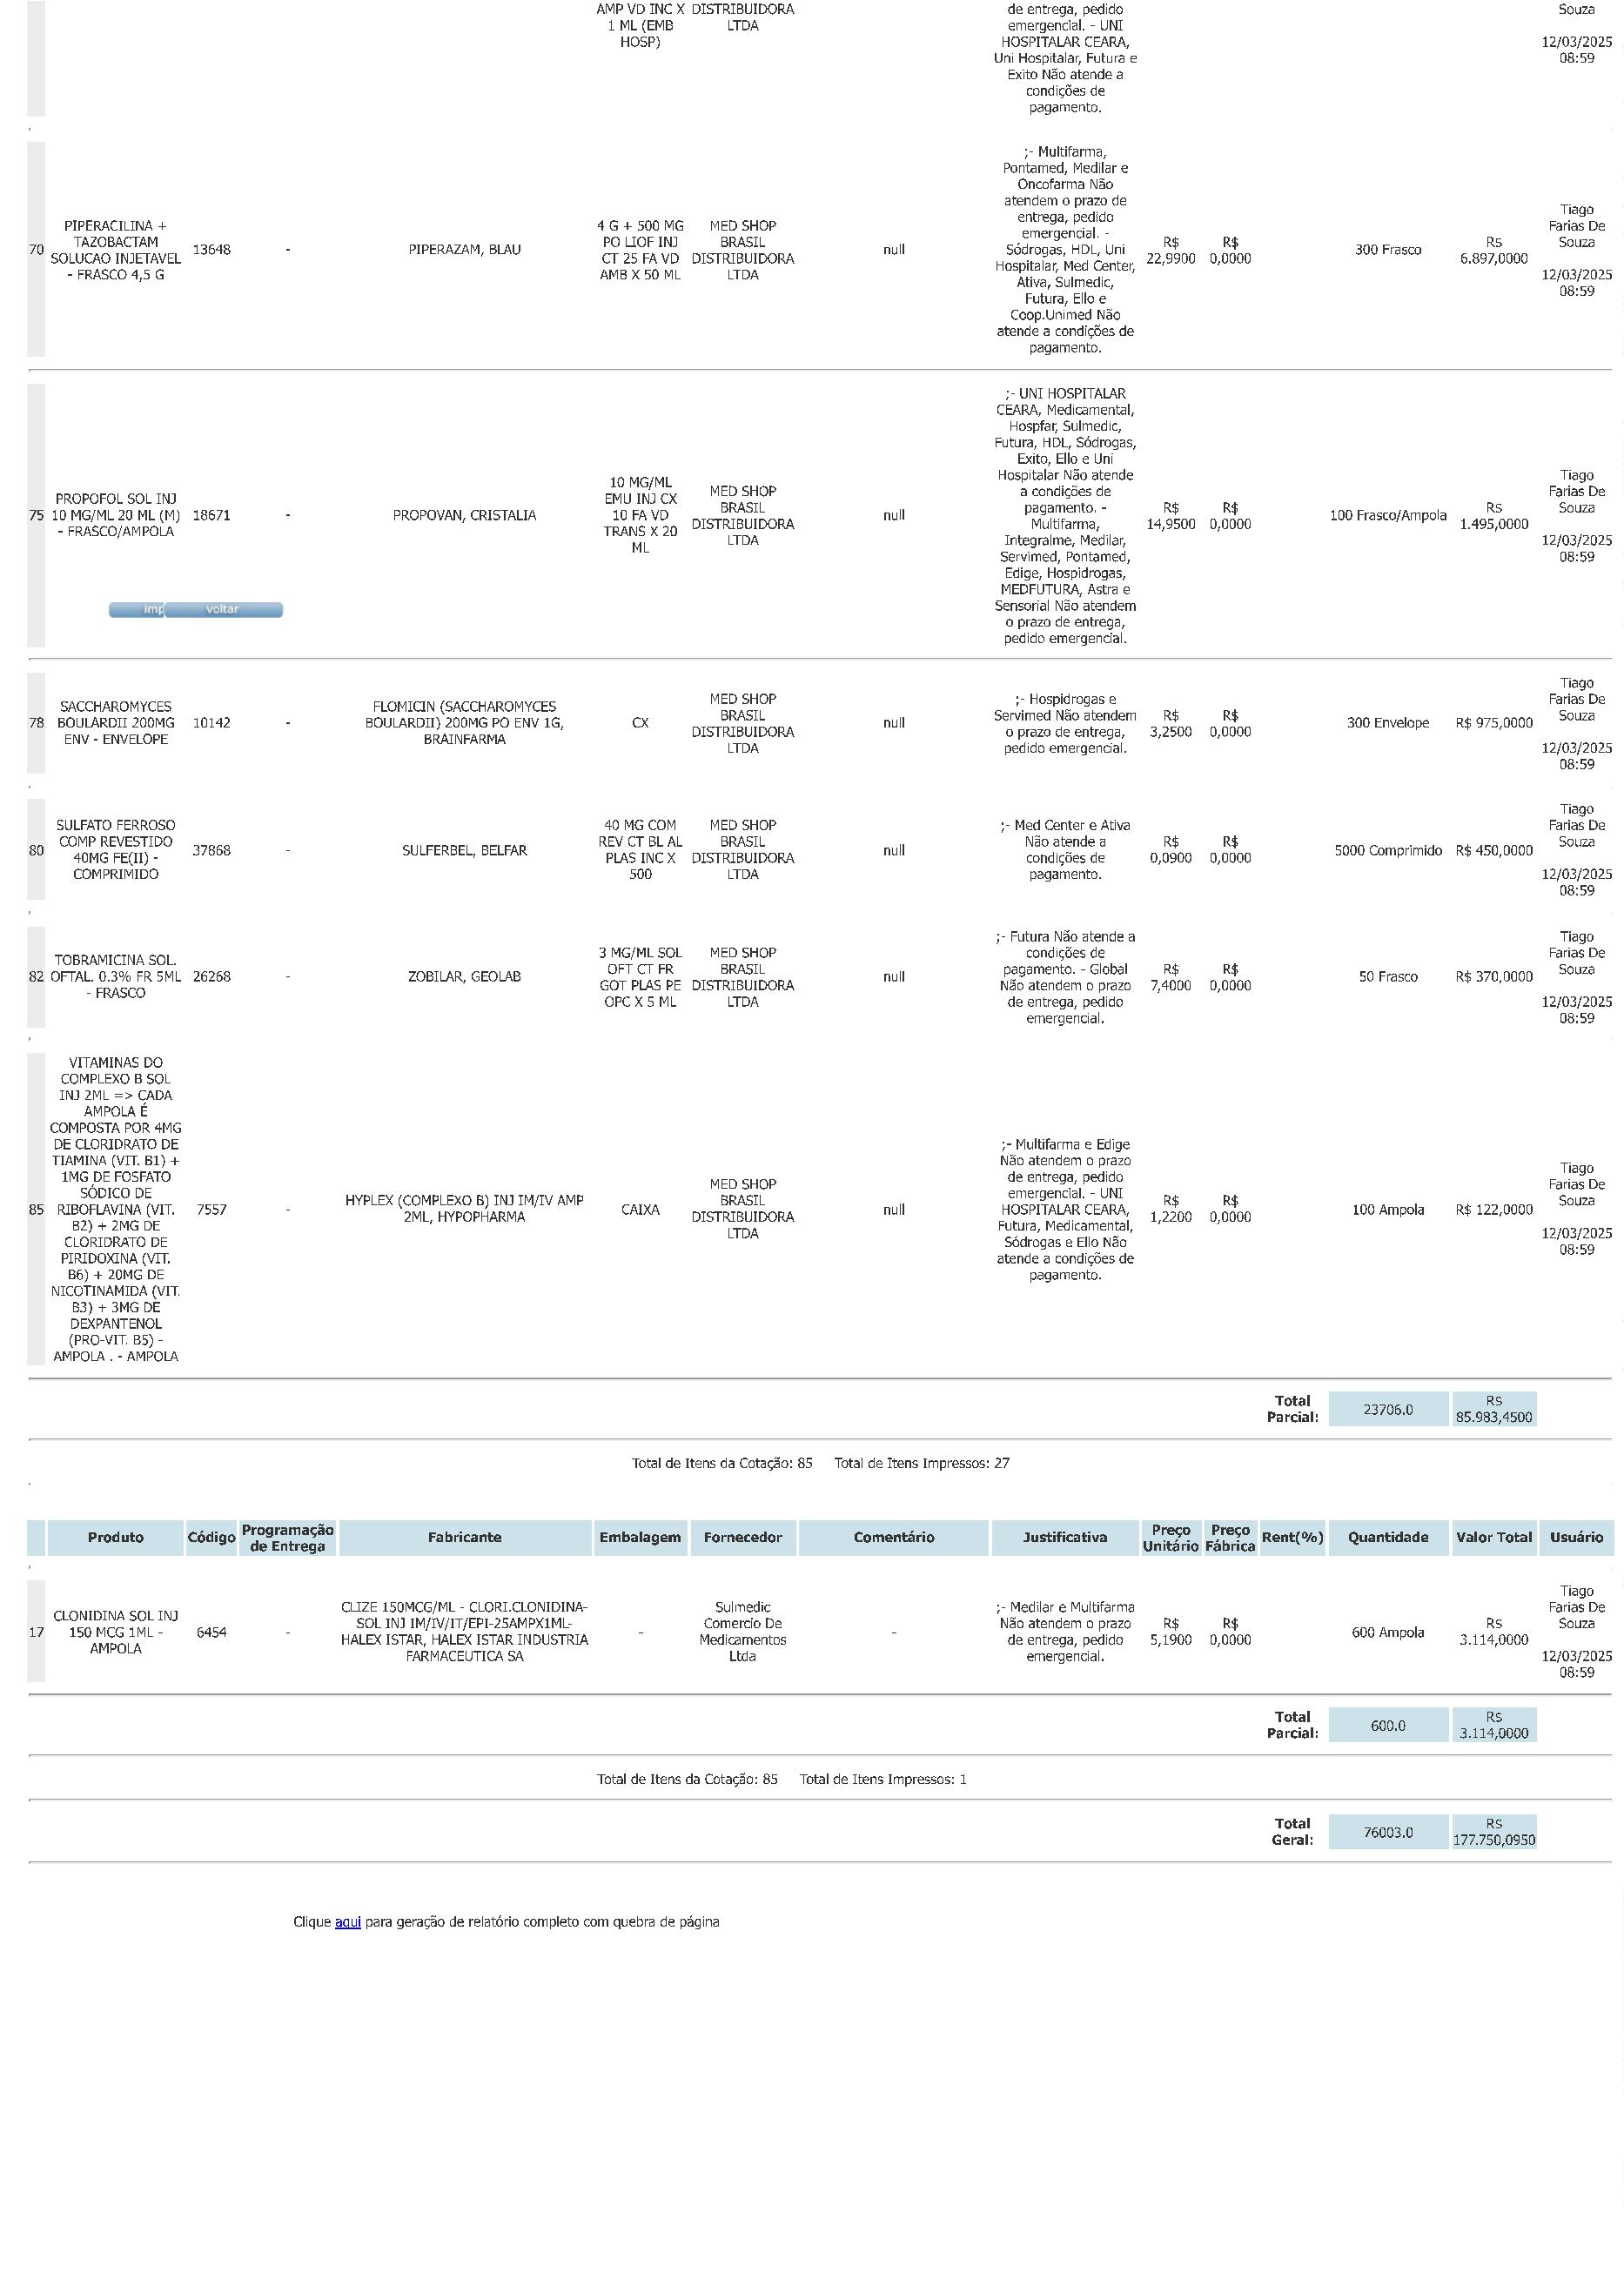 AMP VD INC X
1 ML (EMB
HOSP)
DISTRIBUIDORA
LTDA
de entrega, pedido
emergencial. - UNI
HOSPITALAR CEARA,
Uni Hospitalar, Futura e
Exito Não atende a
condições de
pagamento.
Souza
12/03/2025
08:59
70
PIPERACILINA +
TAZOBACTAM
SOLUCAO INJETAVEL
- FRASCO 4,5 G
13648
-
PIPERAZAM, BLAU
4 G + 500 MG
PO LIOF INJ
CT 25 FA VD
AMB X 50 ML
MED SHOP
BRASIL
DISTRIBUIDORA
LTDA
null
;- Multifarma,
Pontamed, Medilar e
Oncofarma Não
atendem o prazo de
entrega, pedido
emergencial. -
Sódrogas, HDL, Uni
Hospitalar, Med Center,
Ativa, Sulmedic,
Futura, Ello e
Coop.Unimed Não
atende a condições de
pagamento.
R$
22,9900
R$
0,0000
300 Frasco
R$
6.897,0000
Tiago
Farias De
Souza
12/03/2025
08:59
75
PROPOFOL SOL INJ
10 MG/ML 20 ML (M)
- FRASCO/AMPOLA
18671
-
PROPOVAN, CRISTALIA
10 MG/ML
EMU INJ CX
10 FA VD
TRANS X 20
ML
MED SHOP
BRASIL
DISTRIBUIDORA
LTDA
null
;- UNI HOSPITALAR
CEARA, Medicamental,
Hospfar, Sulmedic,
Futura, HDL, Sódrogas,
Exito, Ello e Uni
Hospitalar Não atende
a condições de
pagamento. -
Multifarma,
Integralme, Medilar,
Servimed, Pontamed,
Edige, Hospidrogas,
MEDFUTURA, Astra e
Sensorial Não atendem
o prazo de entrega,
pedido emergencial.
R$
14,9500
R$
0,0000
100 Frasco/Ampola
R$
1.495,0000
Tiago
Farias De
Souza
12/03/2025
08:59
imp voltar
78
SACCHAROMYCES
BOULARDII 200MG
ENV - ENVELOPE
10142
-
FLOMICIN (SACCHAROMYCES
BOULARDII) 200MG PO ENV 1G,
BRAINFARMA
CX
MED SHOP
BRASIL
DISTRIBUIDORA
LTDA
null
;- Hospidrogas e
Servimed Não atendem
o prazo de entrega,
pedido emergencial.
R$
3,2500
R$
0,0000
300 Envelope
R$ 975,0000
Tiago
Farias De
Souza
12/03/2025
08:59
80
SULFATO FERROSO
COMP REVESTIDO
40MG FE(II) -
COMPRIMIDO
37868
-
SULFERBEL, BELFAR
40 MG COM
REV CT BL AL
PLAS INC X
500
MED SHOP
BRASIL
DISTRIBUIDORA
LTDA
null
;- Med Center e Ativa
Não atende a
condições de
pagamento.
R$
0,0900
R$
0,0000
5000 Comprimido
R$ 450,0000
Tiago
Farias De
Souza
12/03/2025
08:59
82
TOBRAMICINA SOL.
OFTAL. 0.3% FR 5ML
- FRASCO
26268
-
ZOBILAR, GEOLAB
3 MG/ML SOL
OFT CT FR
GOT PLAS PE
OPC X 5 ML
MED SHOP
BRASIL
DISTRIBUIDORA
LTDA
null
;- Futura Não atende a
condições de
pagamento. - Global
Não atendem o prazo
de entrega, pedido
emergencial.
R$
7,4000
R$
0,0000
50 Frasco
R$ 370,0000
Tiago
Farias De
Souza
12/03/2025
08:59
85
VITAMINAS DO
COMPLEXO B SOL
INJ 2ML => CADA
AMPOLA É
COMPOSTA POR 4MG
DE CLORIDRATO DE
TIAMINA (VIT. B1) +
1MG DE FOSFATO
SÓDICO DE
RIBOFLAVINA (VIT.
B2) + 2MG DE
CLORIDRATO DE
PIRIDOXINA (VIT.
B6) + 20MG DE
NICOTINAMIDA (VIT.
B3) + 3MG DE
DEXPANTENOL
(PRO-VIT. B5) -
AMPOLA . - AMPOLA
7557
-
HYPLEX (COMPLEXO B) INJ IM/IV AMP
2ML, HYPOPHARMA
CAIXA
MED SHOP
BRASIL
DISTRIBUIDORA
LTDA
null
;- Multifarma e Edige
Não atendem o prazo
de entrega, pedido
emergencial. - UNI
HOSPITALAR CEARA,
Futura, Medicamental,
Sódrogas e Ello Não
atende a condições de
pagamento.
R$
1,2200
R$
0,0000
100 Ampola
R$ 122,0000
Tiago
Farias De
Souza
12/03/2025
08:59
Total
Parcial:
23706.0
R$
85.983,4500
Total de Itens da Cotação: 85 Total de Itens Impressos: 27
Produto
Código
Programação
de Entrega
Fabricante
Embalagem
Fornecedor
Comentário
Justificativa
Preço
Unitário
Preço
Fábrica
Rent(%)
Quantidade
Valor Total
Usuário
17
CLONIDINA SOL INJ
150 MCG 1ML -
AMPOLA
6454
-
CLIZE 150MCG/ML - CLORI.CLONIDINA-
SOL INJ IM/IV/IT/EPI-25AMPX1ML-
HALEX ISTAR, HALEX ISTAR INDUSTRIA
FARMACEUTICA SA
-
Sulmedic
Comercio De
Medicamentos
Ltda
-
;- Medilar e Multifarma
Não atendem o prazo
de entrega, pedido
emergencial.
R$
5,1900
R$
0,0000
600 Ampola
R$
3.114,0000
Tiago
Farias De
Souza
12/03/2025
08:59
Total
Parcial:
600.0
R$
3.114,0000
Total de Itens da Cotação: 85 Total de Itens Impressos: 1
Total
Geral:
76003.0
R$
177.750,0950
Clique aqui para geração de relatório completo com quebra de página